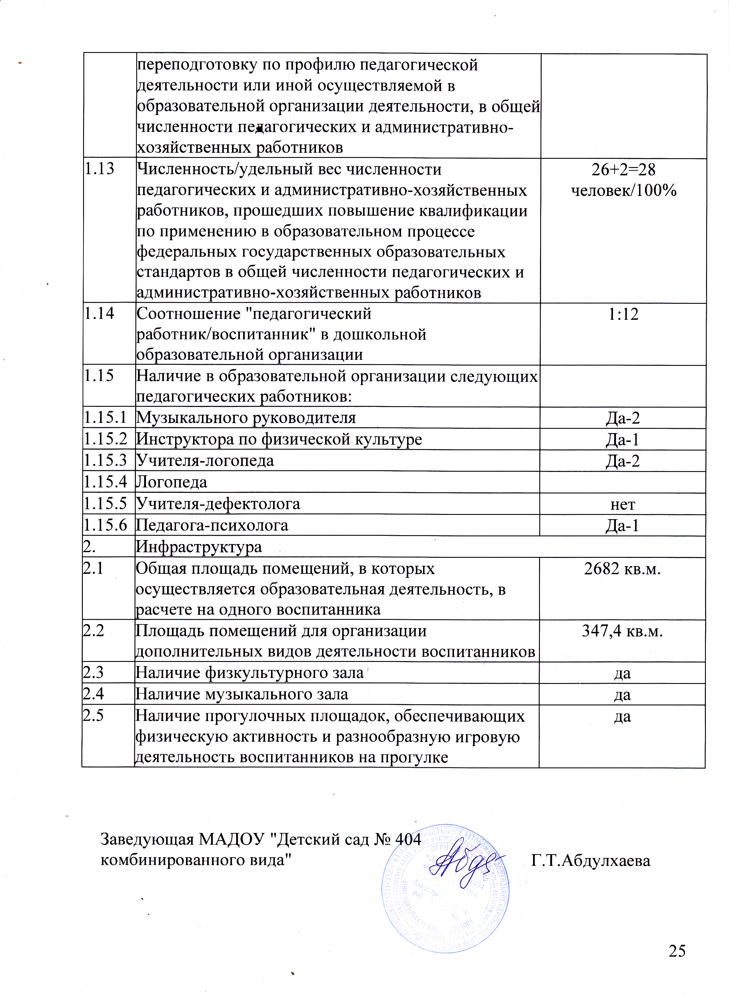 переподготовку по профилю педагогической
деятельности или иной осуществляемой в
образовательной организации деятельности, в общей
численности педагогических и административно-
хозяйственных работников
1.13 Численность/удельный вес численности 26+2=28
педагогических и административно-хозяйственных человек/100%
работников, прошедших повышение квалификации
по применению в образовательном процессе
федеральных государственных образовательных
стандартов в общей численности педагогических и
административно-хозяйственных работников
1.14 Соотношение "педагогический 1:12
работник/воспитанник" в дошкольной
образовательной организации
1.15 Наличие в образовательной организации следующих
педагогических работников:
1.15.1 Музыкального руководителя Да-2
1.15.2 Инструктора по физической культуре Да-1
1.15.3 Учителя-логопеда Да-2
1.15.4 Логопеда
1.15.5 Учителя-дефектолога нет
1.15.6 Педагога-психолога Да-1
2. Инфраструктура
2.1 Общая площадь помещений, в которых 2682 кв.м.
осуществляется образовательная деятельность, в
расчете на одного воспитанника
2.2 Площадь помещений для организации 347,4 кв.м.
дополнительных видов деятельности воспитанников
2.3 Наличие физкультурного зала да
2.4 Наличие музыкального зала да
2.5 Наличие прогулочных площадок, обеспечивающих да
физическую активность и разнообразную игровую
деятельность воспитанников на прогулке
Заведующая МАДОУ "Детский сад № 404
комбинированного вида" Г.Т.Абдулхаева
ОГРН
25